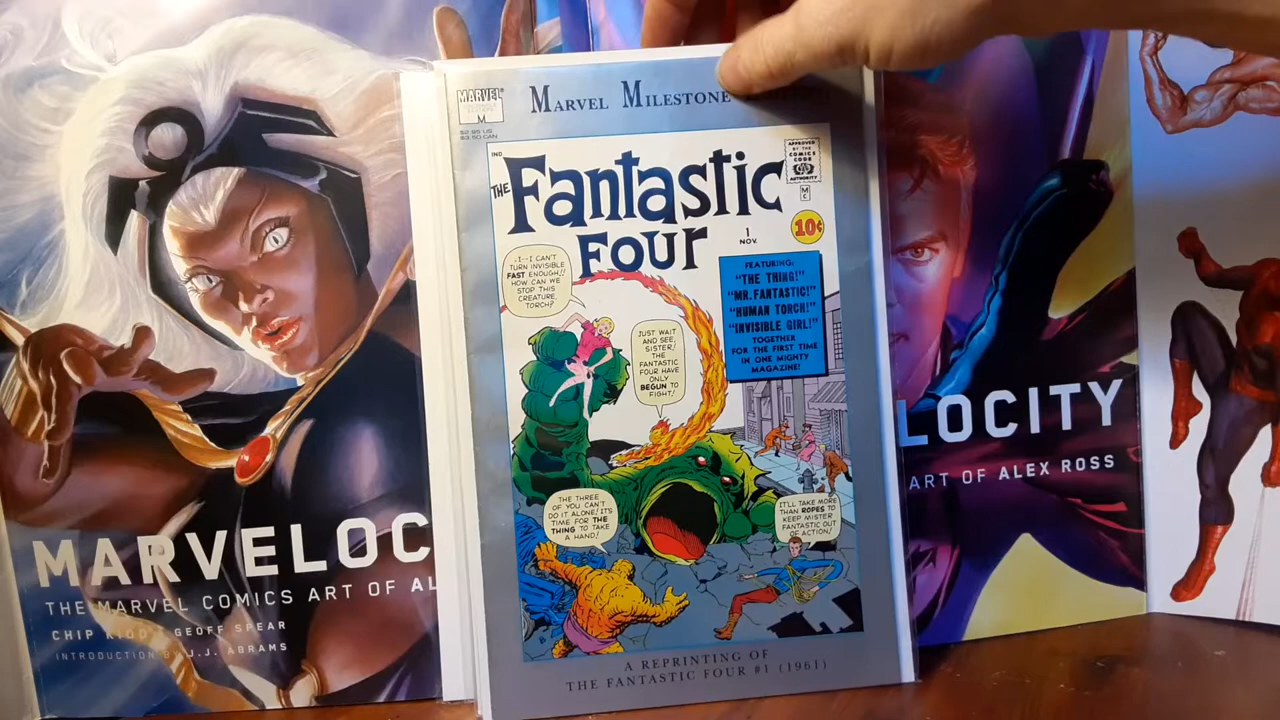 MARVEL
M
$2.95 US
$3.50 CAN
MARVEL MILESTONE
IND
THE
FANTASTIC
FOUR
APPROVED
BY THE
COMICS
CODE
AUTHORITY
M
C
1
NOV.
10¢
I--I CAN'T
TURN INVISIBLE
FAST ENOUGH!!
HOW CAN WE
STOP THIS
CREATURE,
TORCH?
JUST WAIT
AND SEE,
SISTER!
THE
FANTASTIC
FOUR HAVE
ONLY
BEGUN TO
FIGHT!
FEATURING:
"THE THING!"
"MR. FANTASTIC!"
"HUMAN TORCH!"
"INVISIBLE GIRL!"
TOGETHER
FOR THE FIRST TIME
IN ONE MIGHTY
MAGAZINE!
THE THREE
OF YOU CAN'T
DO IT ALONE! IT'S
TIME FOR THE
THING TO TAKE
A HAND!
IT'LL TAKE MORE
THAN ROPES TO
KEEP MISTER
FANTASTIC OUT
OF ACTION!
A REPRINTING OF
THE FANTASTIC FOUR #1 (1961)
MARVELOC
THE MARVEL COMICS ART OF AL
CHIP KIDD & GEOFF SPEAR
INTRODUCTION BY J.J. ABRAMS
LOCITY
ART OF ALEX ROSS